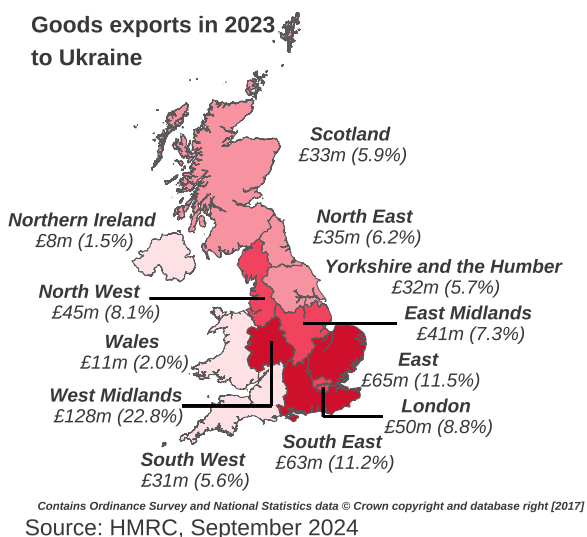 Goods exports in 2023
to Ukraine
Scotland
£33m (5.9%)
Northern Ireland
£8m (1.5%)
North East
£35m (6.2%)
Yorkshire and the Humber
£32m (5.7%)
North West
£45m (8.1%)
East Midlands
£41m (7.3%)
Wales
£11m (2.0%)
East
£65m (11.5%)
West Midlands
£128m (22.8%)
London
£50m (8.8%)
South East
£63m (11.2%)
South West
£31m (5.6%)
Contains Ordinance Survey and National Statistics data © Crown copyright and database right [2017]
Source: HMRC, September 2024